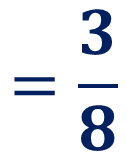 = 3/8